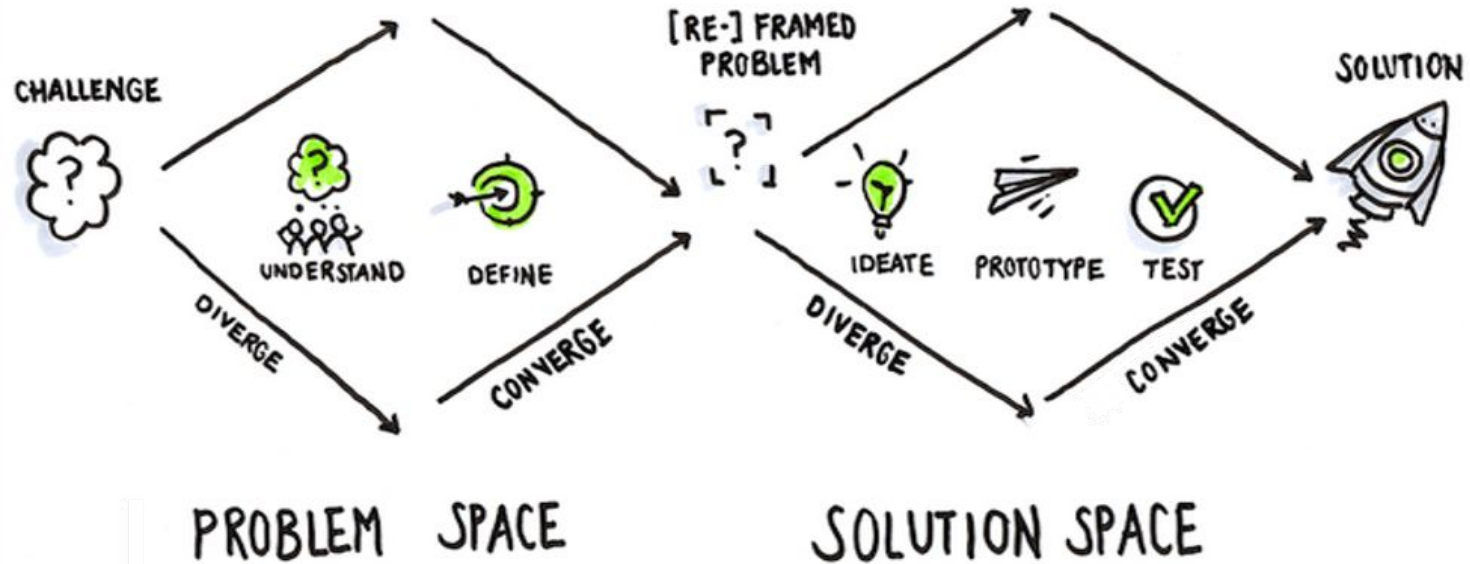 CHALLENGE
?
?
UNDERSTAND
DEFINE
DIVERGE
CONVERGE
[RE-] FRAMED
PROBLEM
?
IDEATE
PROTOTYPE
TEST
DIVERGE
CONVERGE
SOLUTION
PROBLEM SPACE
SOLUTION SPACE